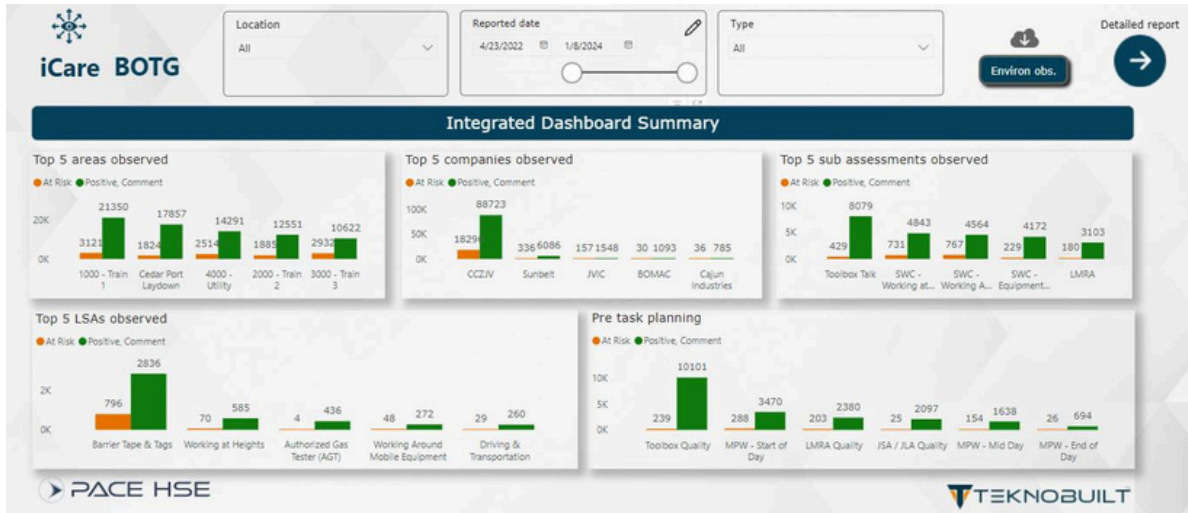 iCare BOTG
Location
All
Reported date
4/23/2022 1/8/2024
Type
All
Environ obs.
Detailed report
Integrated Dashboard Summary
Top 5 areas observed
At Risk Positive, Comment
20K
0K
3121 21350
1824 17857
2514 14291
1885 12551
2932 10622
1000 - Train 1
Cedar Port Laydown
4000 - Utility
2000 - Train 2
3000 - Train 3
Top 5 companies observed
At Risk Positive, Comment
100K
50K
0K
88723
336 6086
157 1548
30 1093
36 785
CCZJV
Sunbelt
JVIC
BOMAC
Cajun Industries
Top 5 sub assessments observed
At Risk Positive, Comment
10K
5K
0K
429 8079
731 4843
767 4564
229 4172
180 3103
Toolbox Talk
SWC - Working at...
SWC - Working A...
SWC - Equipment...
LMRA
Top 5 LSAs observed
At Risk Positive, Comment
2K
0K
796 2836
70 585
4 436
48 272
29 260
Barrier Tape & Tags
Working at Heights
Authorized Gas Tester (AGT)
Working Around Mobile Equipment
Driving & Transportation
Pre task planning
At Risk Positive, Comment
10K
5K
0K
239 10101
288 3470
203 2380
25 2097
154 1638
26 694
Toolbox Quality
MPW - Start of Day
LMRA Quality
JSA / JLA Quality
MPW - Mid Day
MPW - End of Day
PACE HSE
TEKNOBUILT